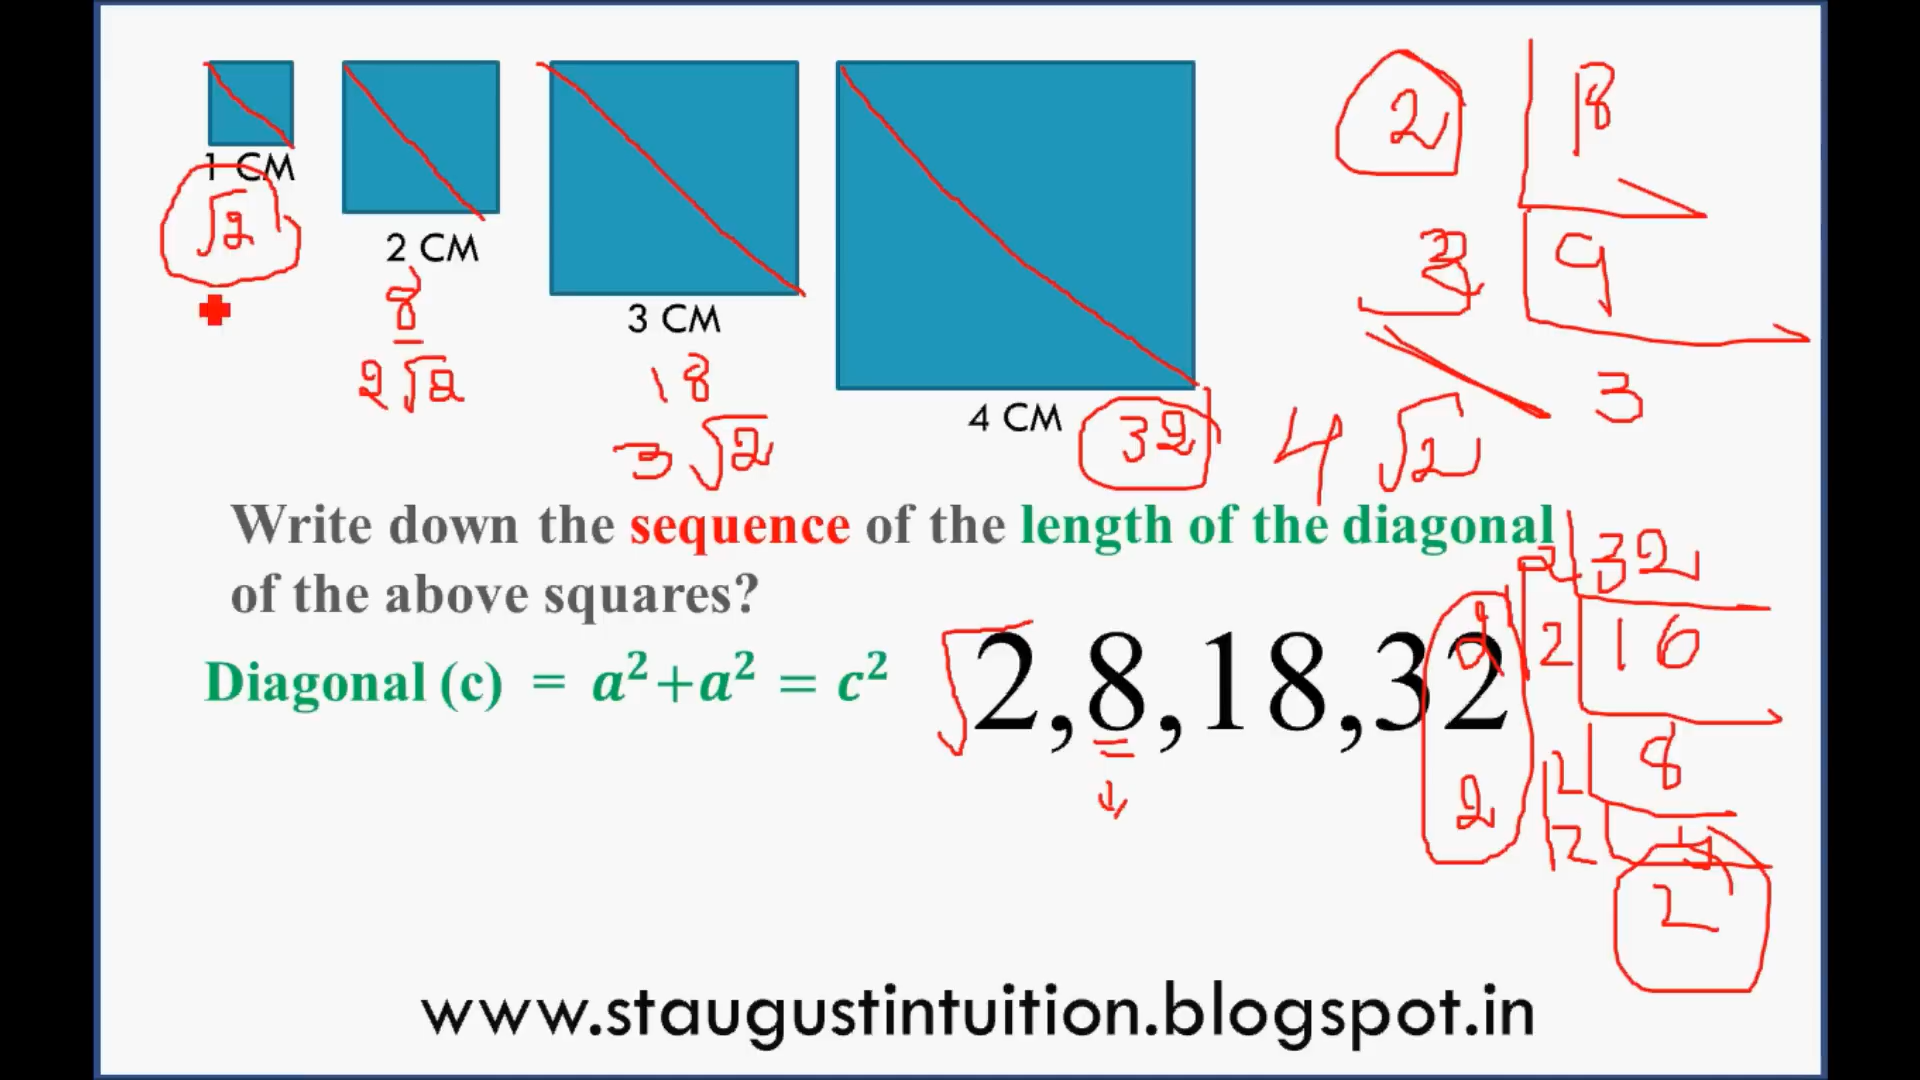 1 CM
√2
2 CM
8
2√2
3 CM
18
3√2
4 CM 32 4√2
2 18
3 9
3
Write down the sequence of the length of the diagonal
of the above squares?
Diagonal (c) = a²+a² = c²
√2,8,18,32
2 32
2 16
2 8
2 4
2
2
www.staugustintuition.blogspot.in